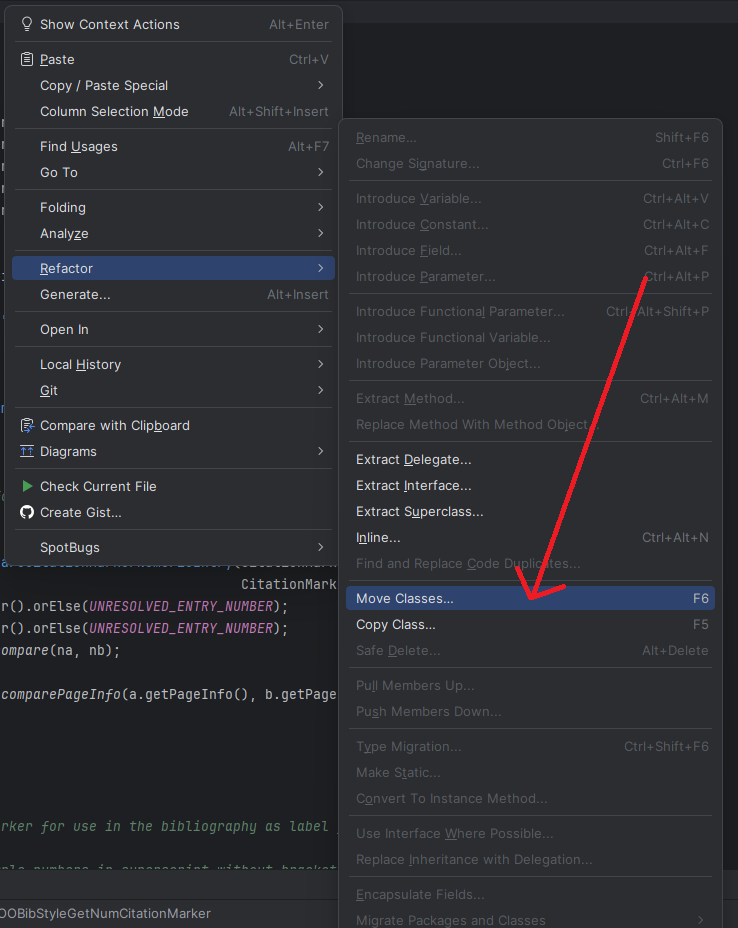 Show Context Actions Alt+Enter
Paste Ctrl+V
Copy / Paste Special
Column Selection Mode Alt+Shift+Insert
Find Usages Alt+F7
Go To
Folding
Analyze
Refactor
Generate... Alt+Insert
Open In
Local History
Git
Compare with Clipboard
Diagrams
Check Current File
Create Gist...
SpotBugs
Rename... Shift+F6
Change Signature... Ctrl+F6
Introduce Variable... Ctrl+Alt+V
Introduce Constant... Ctrl+Alt+C
Introduce Field... Ctrl+Alt+F
Introduce Parameter... Ctrl+Alt+P
Introduce Functional Parameter... Ctrl+Alt+Shift+P
Introduce Functional Variable...
Introduce Parameter Object...
Extract Method... Ctrl+Alt+M
Replace Method With Method Object...
Extract Delegate...
Extract Interface...
Extract Superclass...
Inline... Ctrl+Alt+N
Find and Replace Code Duplicates...
Move Classes... F6
Copy Class... F5
Safe Delete... Alt+Delete
Pull Members Up...
Push Members Down...
Type Migration... Ctrl+Shift+F6
Make Static...
Convert To Instance Method...
Use Interface Where Possible...
Replace Inheritance with Delegation...
Encapsulate Fields...
Migrate Packages and Classes
CitationMark
r().orElse(UNRESOLVED_ENTRY_NUMBER);
r().orElse(UNRESOLVED_ENTRY_NUMBER);
ompare(na, nb);
comparePageInfo(a.getPageInfo(), b.getPage
rker for use in the bibliography as label
OOBibStyleGetNumCitationMarker